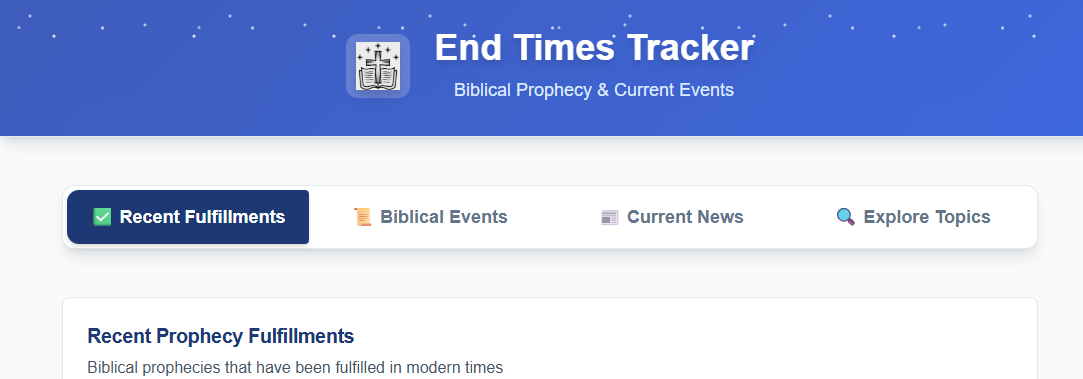 End Times Tracker
Biblical Prophecy & Current Events
✅ Recent Fulfillments
📜 Biblical Events
📰 Current News
🔍 Explore Topics
Recent Prophecy Fulfillments
Biblical prophecies that have been fulfilled in modern times